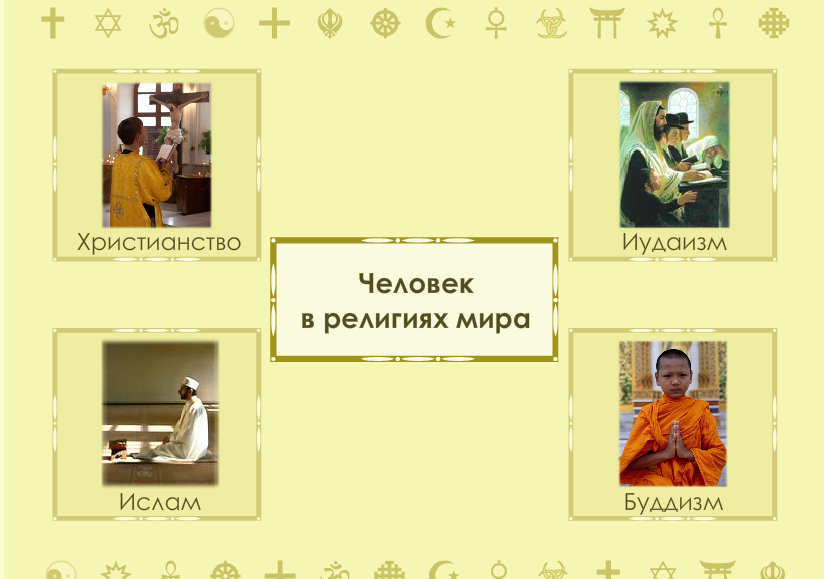 Христианство
Иудаизм
Человек
в религиях мира
Ислам
Буддизм